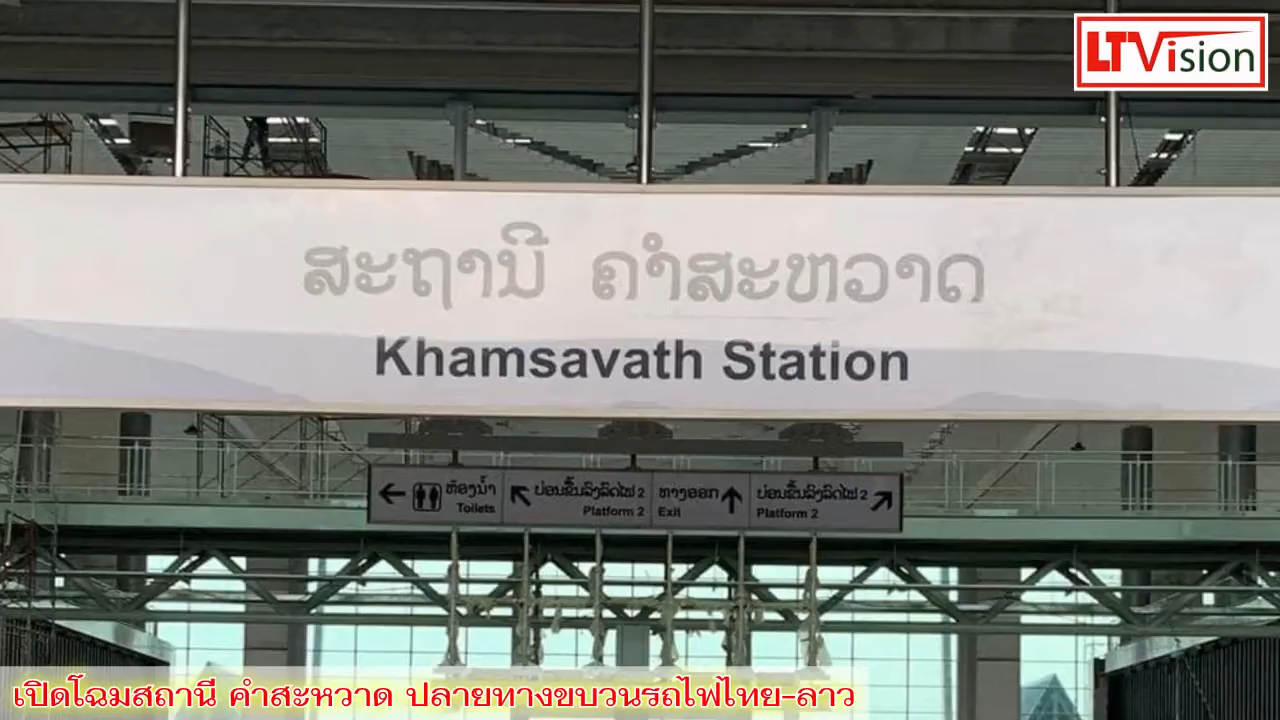 LTVision
ສະຖານີ ຄຳສະຫວາດ
Khamsavath Station
ຫ້ອງນ້ຳ
Toilets
ບ່ອນຂຶ້ນລົງລົດໄຟ 2
Platform 2
ທາງອອກ
Exit
ບ່ອນຂຶ້ນລົງລົດໄຟ 2
Platform 2
เปิดโฉมสถานี คำสะหวาด ปลายทางขบวนรถไฟไทย-ลาว